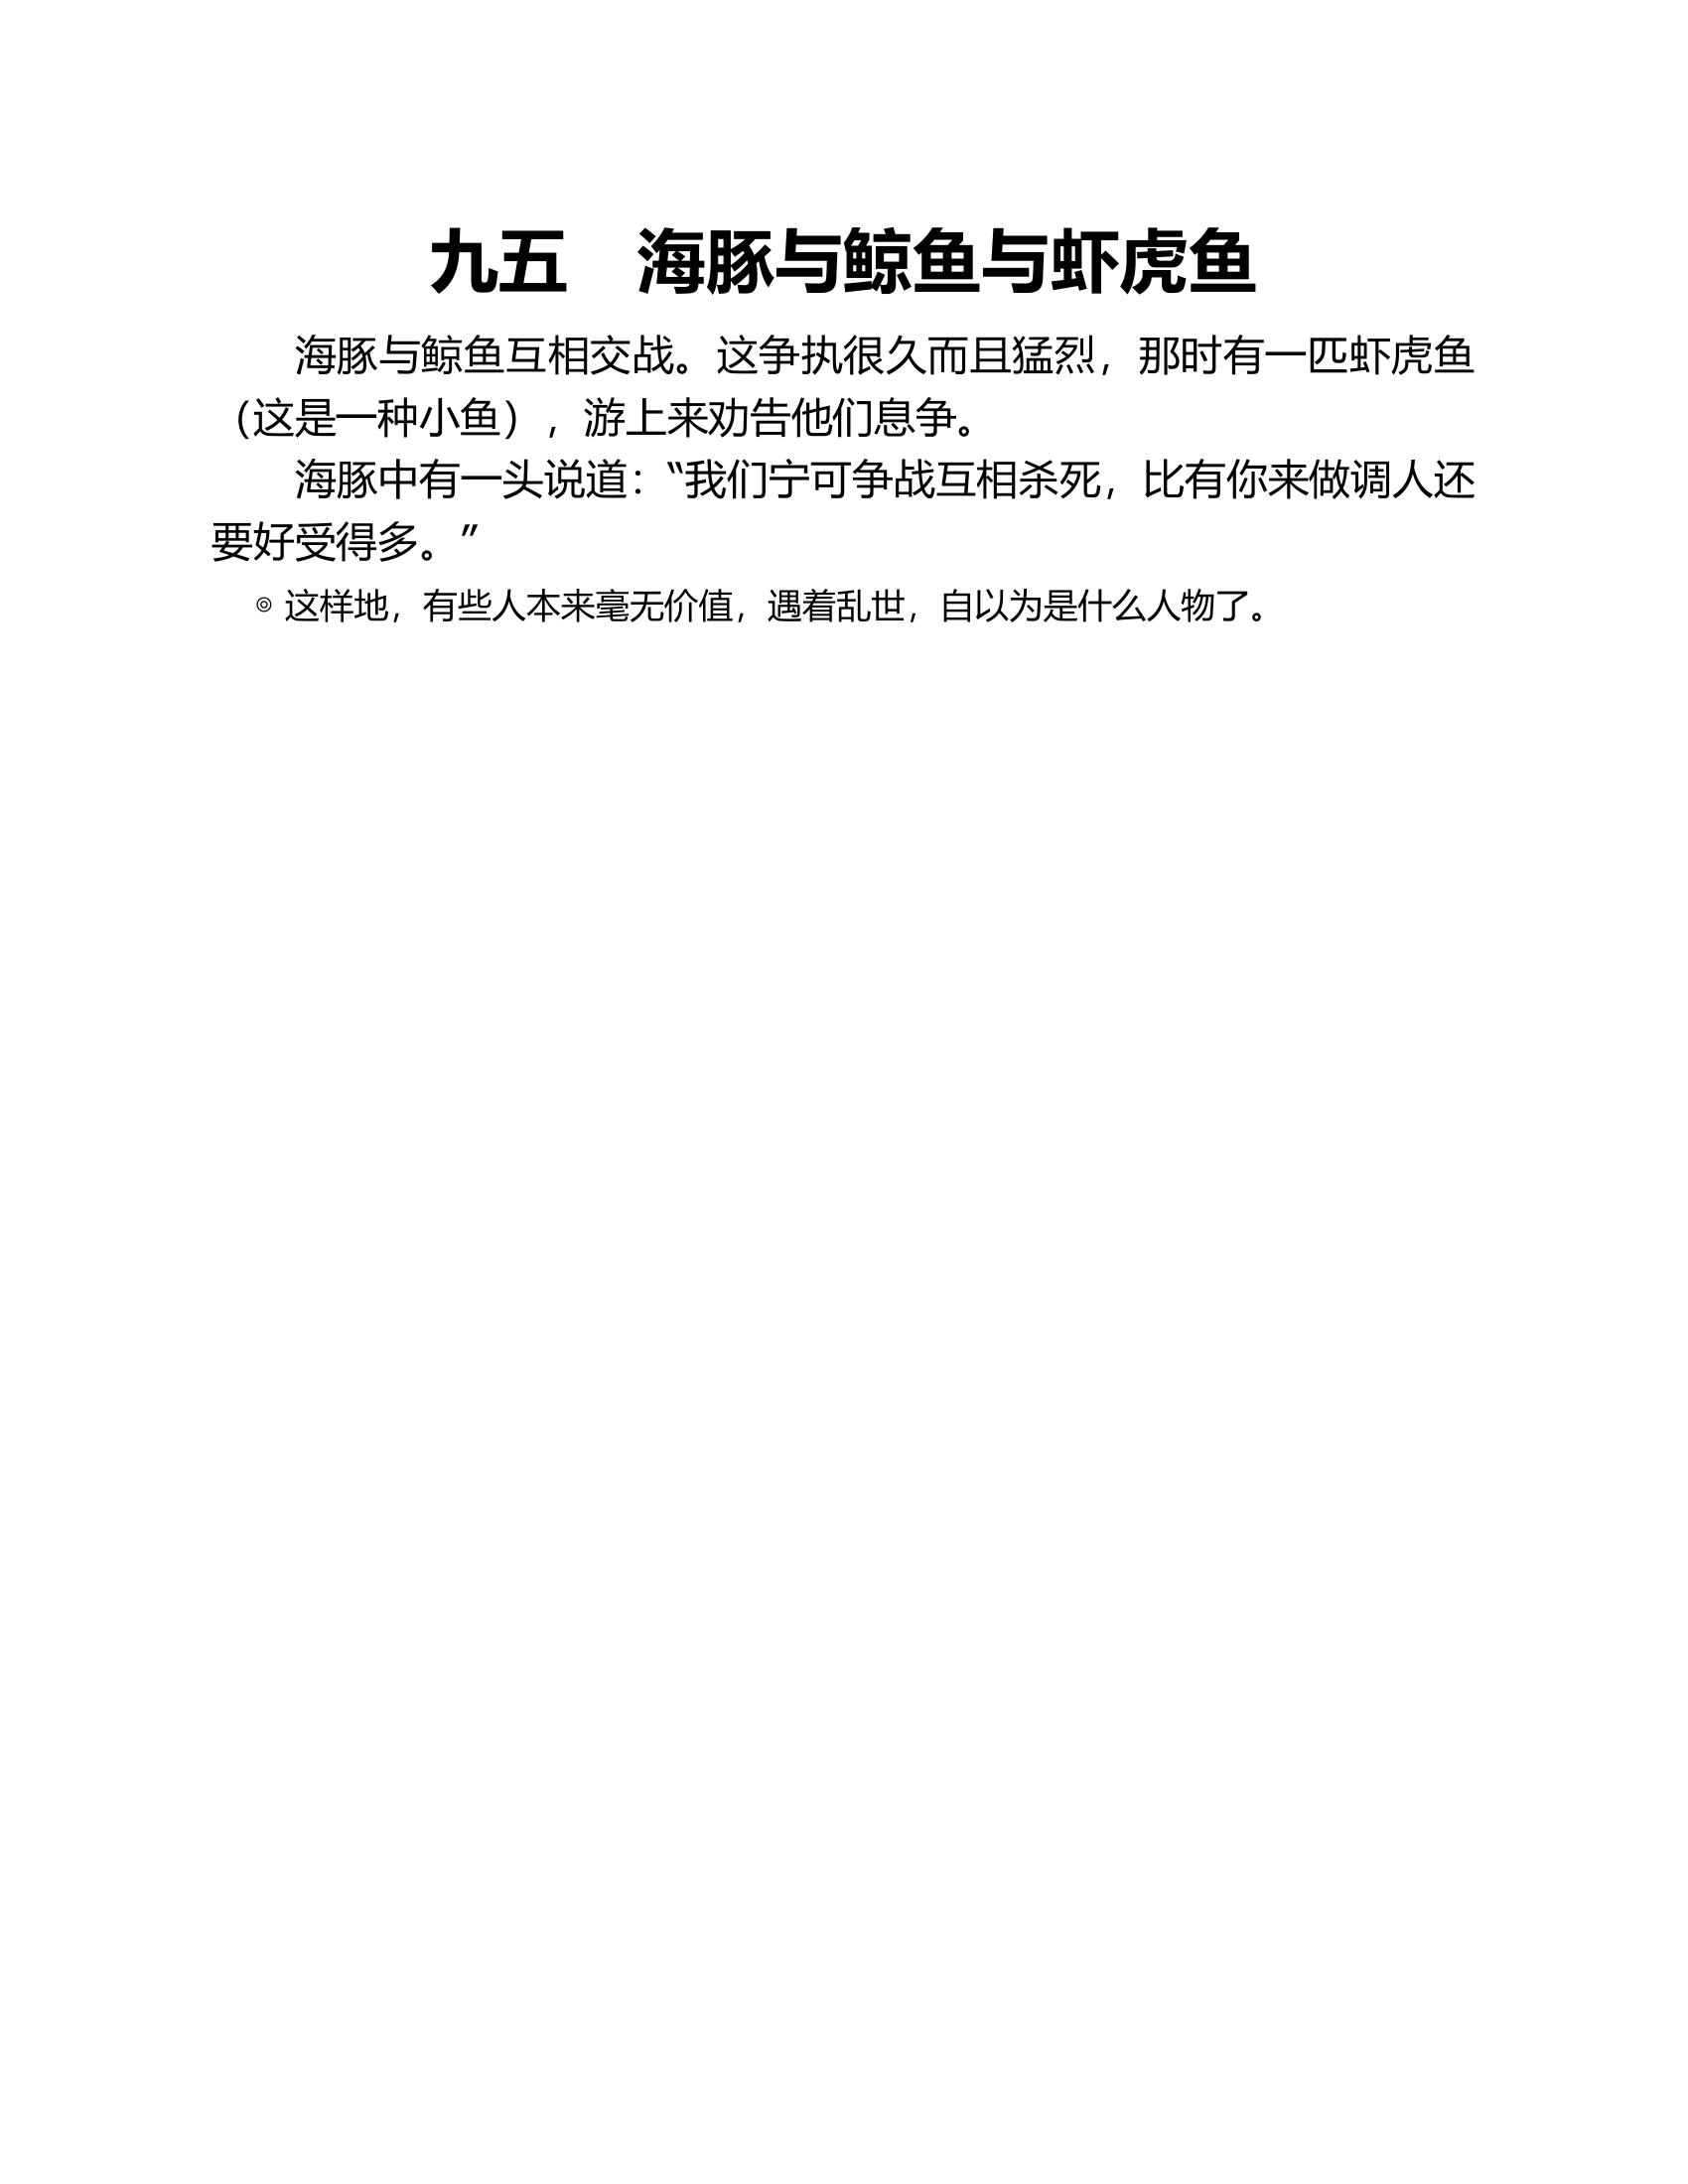 九五　海豚与鲸鱼与虾虎鱼
海豚与鲸鱼互相交战。这争执很久而且猛烈，那时有一匹虾虎鱼
（这是一种小鱼），游上来劝告他们息争。
海豚中有一头说道：“我们宁可争战互相杀死，比有你来做调人还
要好受得多。”
◎ 这样地，有些人本来毫无价值，遇着乱世，自以为是什么人物了。